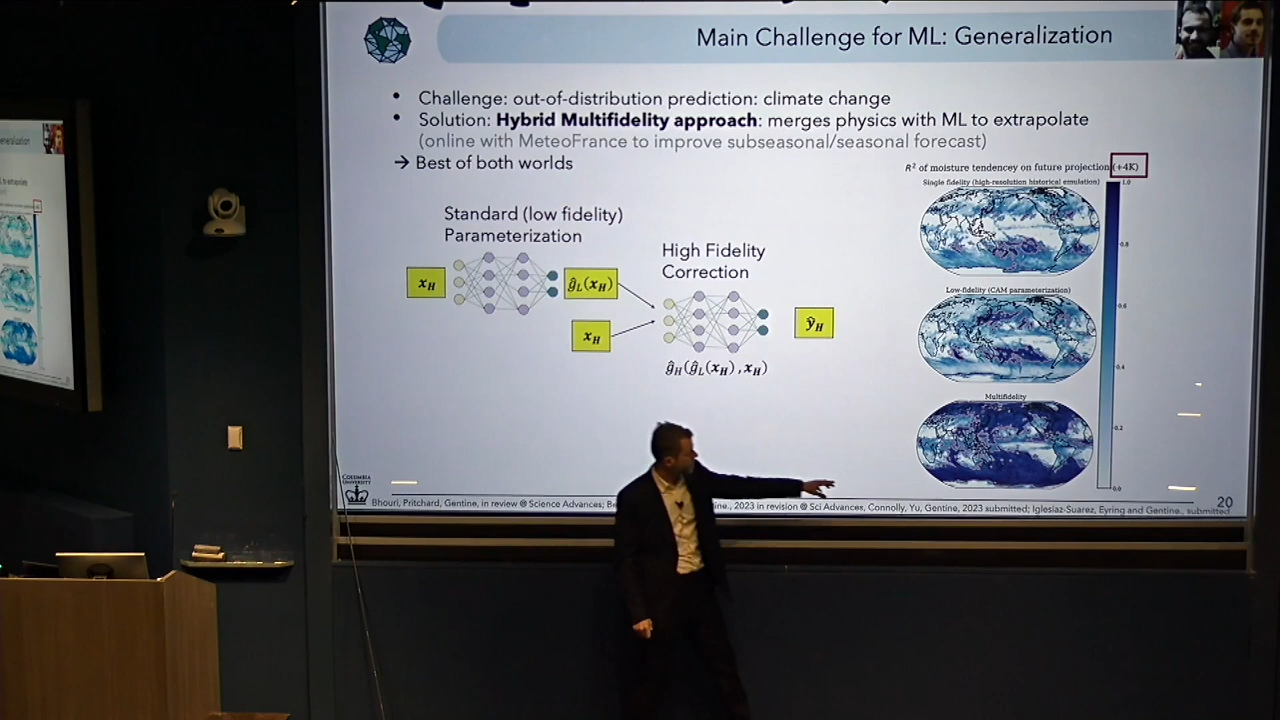 Main Challenge for ML: Generalization
• Challenge: out-of-distribution prediction: climate change
• Solution: Hybrid Multifidelity approach: merges physics with ML to extrapolate
(online with MeteoFrance to improve subseasonal/seasonal forecast)
→ Best of both worlds
R² of moisture tendencey on future projection (+4K)
Single fidelity (high-resolution historical emulation)
1.0
0.8
Standard (low fidelity)
Parameterization
High Fidelity
Correction
x_H
ĝ_L(x_H)
x_H
ŷ_H
ĝ_H(ĝ_L(x_H), x_H)
Low-fidelity (CAM parameterization)
0.6
0.4
Multifidelity
0.2
0.0
COLUMBIA
UNIVERSITY
Bhouri, Pritchard, Gentine, in review @ Science Advances; Be
ine., 2023 in revision @ Sci Advances, Connolly, Yu, Gentine, 2023 submitted; Iglesiaz-Suarez, Eyring and Gentine., submitted
20